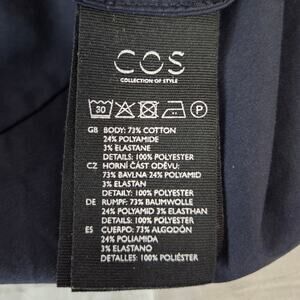 COS
COLLECTION OF STYLE
30 P
GB BODY: 73% COTTON
24% POLYAMIDE
3% ELASTANE
DETAILS: 100% POLYESTER
CZ HORNÍ ČÁST ODĚVU:
73% BAVLNA 24% POLYAMID
3% ELASTAN
DETAILY: 100% POLYESTER
DE RUMPF: 73% BAUMWOLLE
24% POLYAMID 3% ELASTHAN
DETAILS: 100% POLYESTER
ES CUERPO: 73% ALGODÓN
24% POLIAMIDA
3% ELASTANO
DETALLES: 100% POLIÉSTER